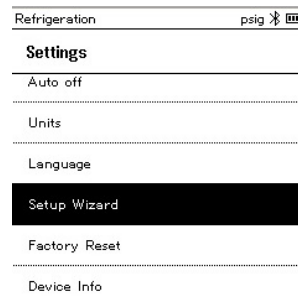 Refrigeration psig
Settings
Auto off
Units
Language
Setup Wizard
Factory Reset
Device Info